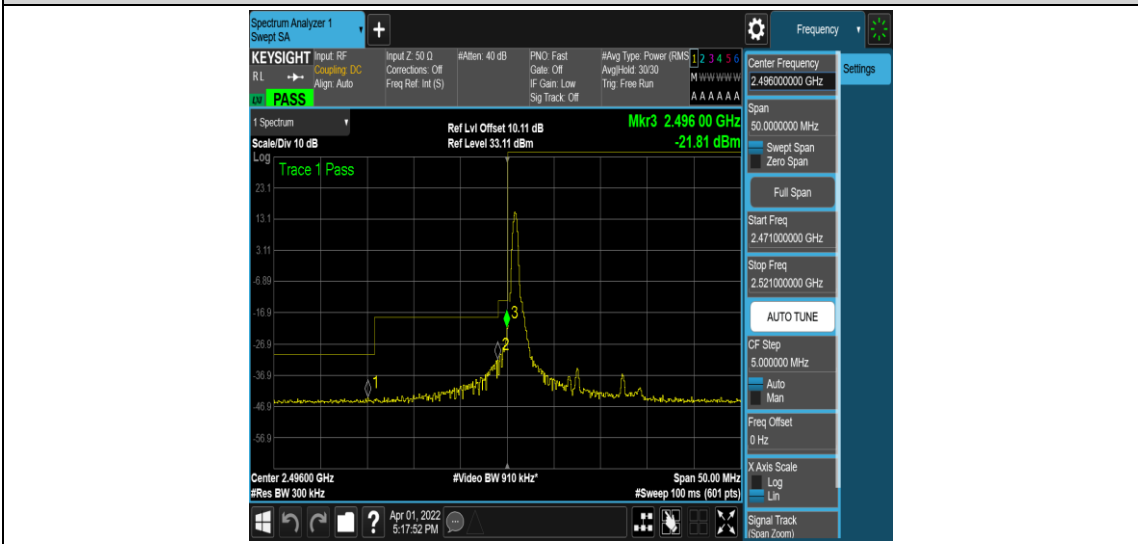 Spectrum Analyzer 1
Swept SA
+
Frequency
KEYSIGHT
Input: RF
Coupling: DC
Align: Auto
Input Z: 50 Ω
Corrections: Off
Freq Ref: Int (S)
#Atten: 40 dB
PNO: Fast
Gate: Off
IF Gain: Low
Sig Track: Off
#Avg Type: Power (RMS
Avg|Hold: 30/30
Trig: Free Run
1 2 3 4 5 6
M W W W W W
A A A A A A
R L
LXI
PASS
Center Frequency
2.496000000 GHz
Settings
Span
50.0000000 MHz
Swept Span
Zero Span
Full Span
Start Freq
2.471000000 GHz
Stop Freq
2.521000000 GHz
AUTO TUNE
CF Step
5.000000 MHz
Auto
Man
Freq Offset
0 Hz
X Axis Scale
Log
Lin
Signal Track
(Span Zoom)
1 Spectrum
Scale/Div 10 dB
Ref Lvl Offset 10.11 dB
Ref Level 33.11 dBm
Mkr3 2.496 00 GHz
-21.81 dBm
Log
Trace 1 Pass
23.1
13.1
3.11
-6.89
-16.9
-26.9
-36.9
-46.9
-56.9
1
2
3
Center 2.49600 GHz
#Res BW 300 kHz
#Video BW 910 kHz*
Span 50.00 MHz
#Sweep 100 ms (601 pts)
?
Apr 01, 2022
5:17:52 PM